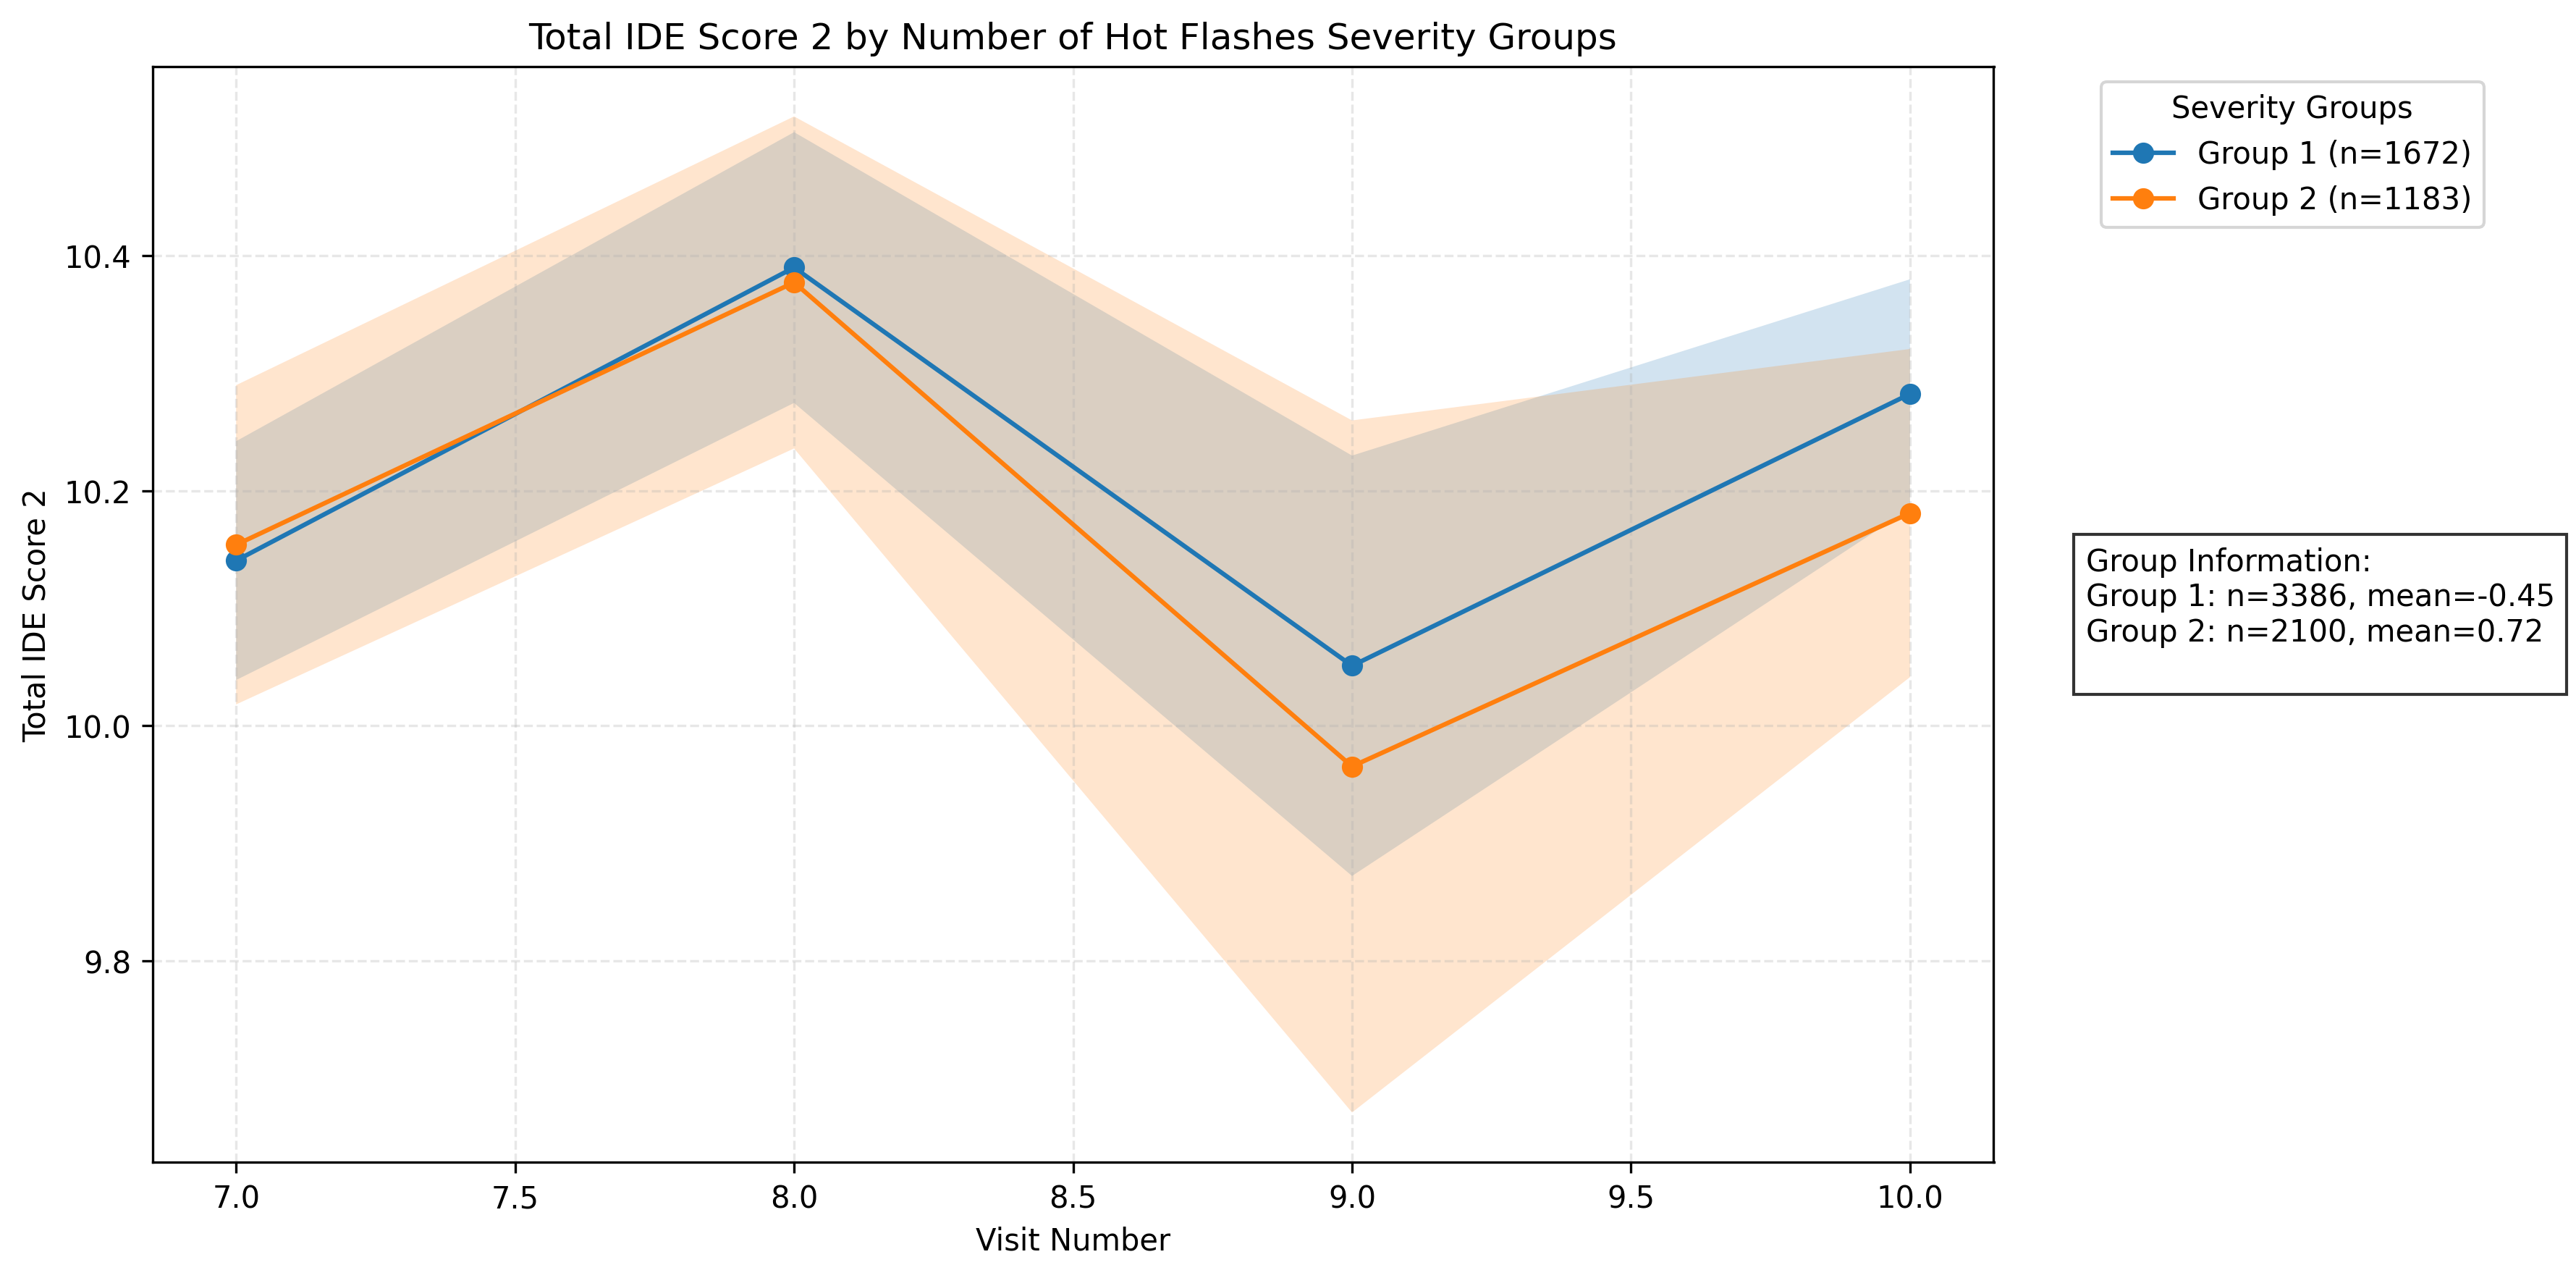 Total IDE Score 2 by Number of Hot Flashes Severity Groups
Total IDE Score 2
10.4
10.2
10.0
9.8
7.0 7.5 8.0 8.5 9.0 9.5 10.0
Visit Number
Severity Groups
Group 1 (n=1672)
Group 2 (n=1183)
Group Information:
Group 1: n=3386, mean=-0.45
Group 2: n=2100, mean=0.72